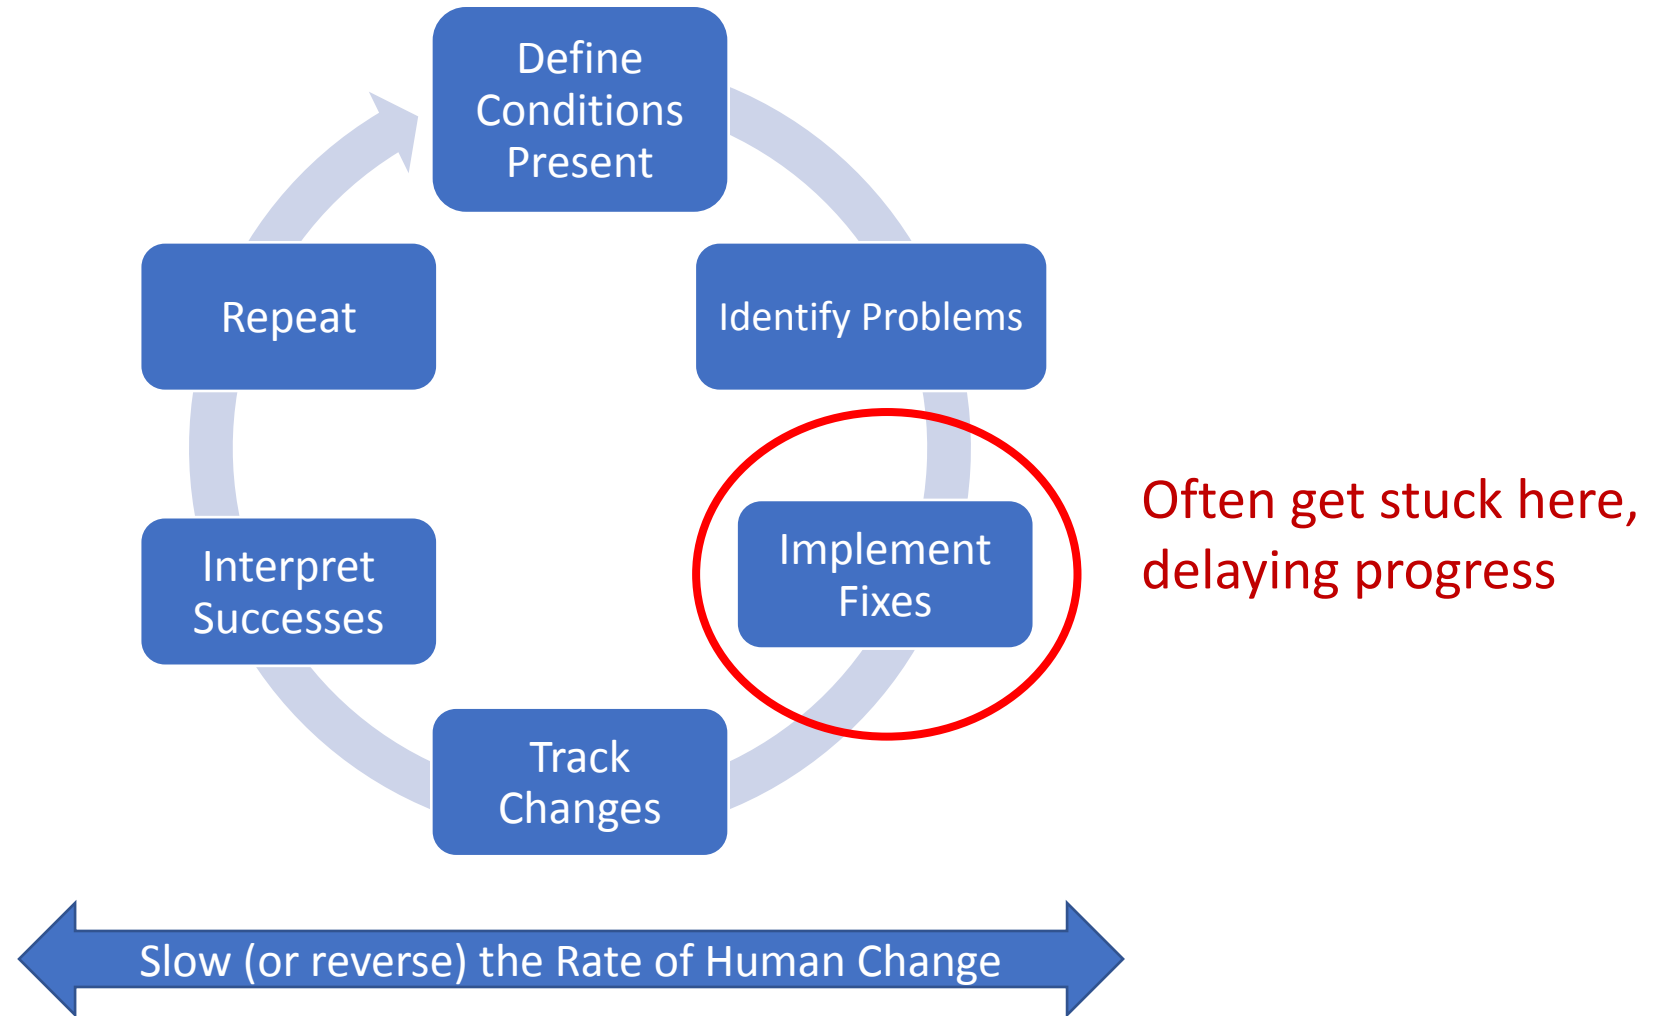 Define
Conditions
Present
Identify Problems
Implement
Fixes
Often get stuck here,
delaying progress
Track
Changes
Interpret
Successes
Repeat
Slow (or reverse) the Rate of Human Change